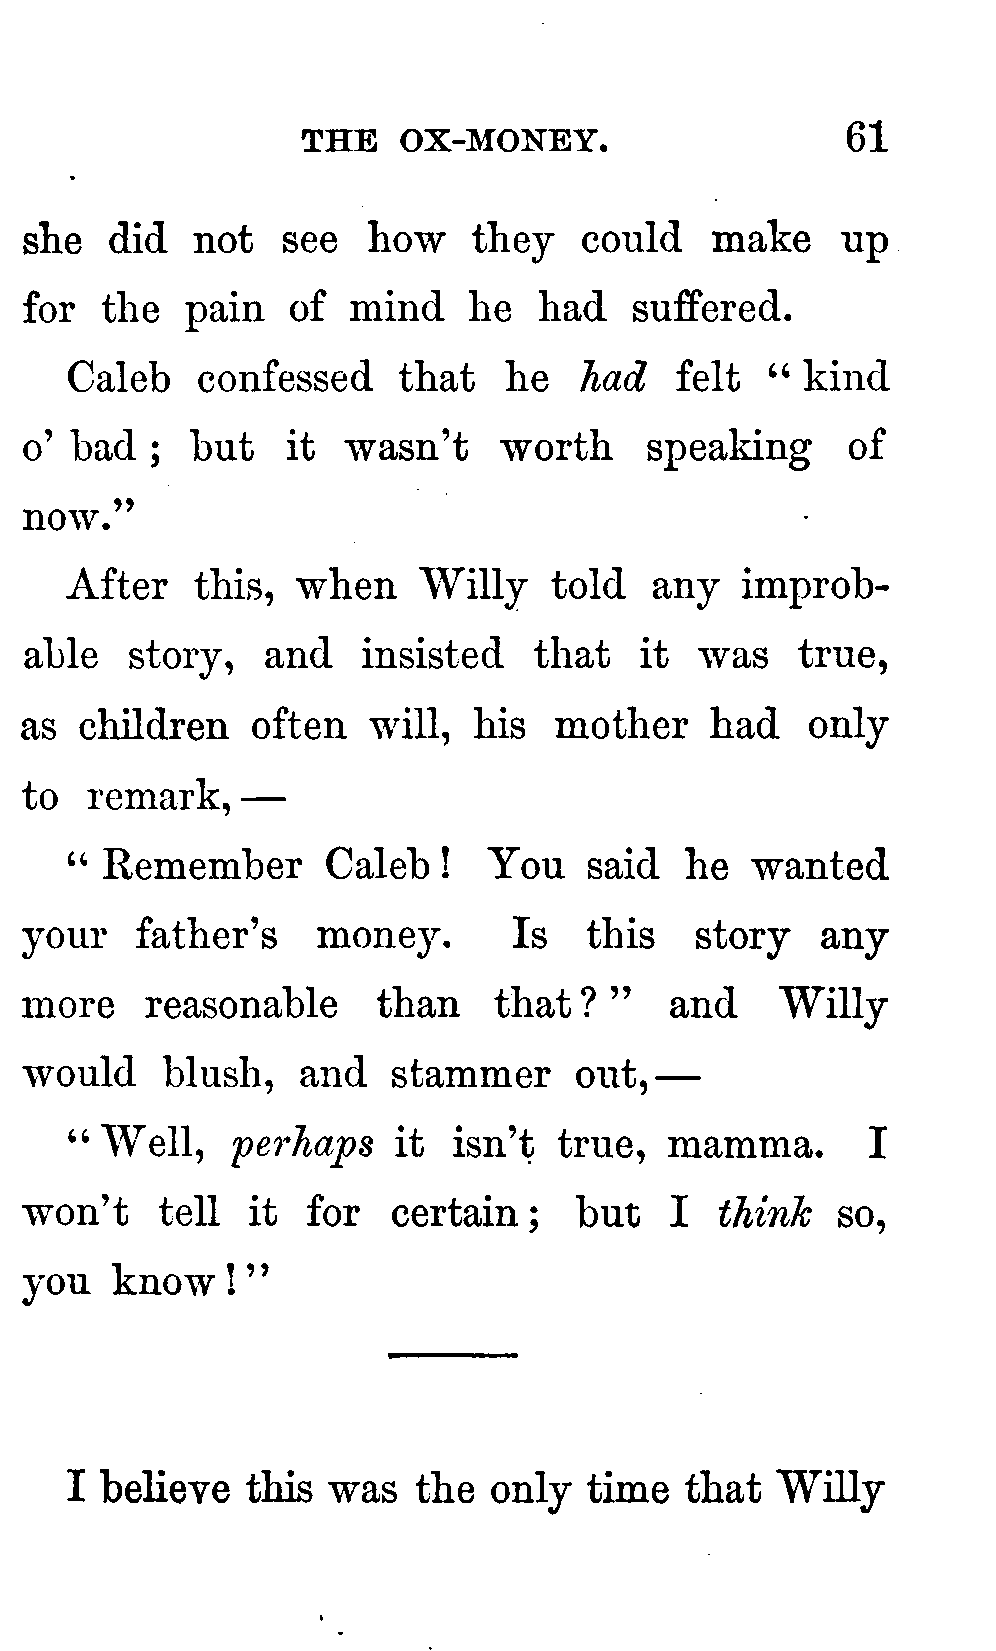 THE OX-MONEY. 61
she did not see how they could make up
for the pain of mind he had suffered.
Caleb confessed that he had felt “ kind
o’ bad ; but it wasn’t worth speaking of
now.”
After this, when Willy told any improb-
able story, and insisted that it was true,
as children often will, his mother had only
to remark, —
“ Remember Caleb ! You said he wanted
your father’s money. Is this story any
more reasonable than that ? ” and Willy
would blush, and stammer out, —
“ Well, perhaps it isn’t true, mamma. I
won’t tell it for certain ; but I think so,
you know ! ”
I believe this was the only time that Willy